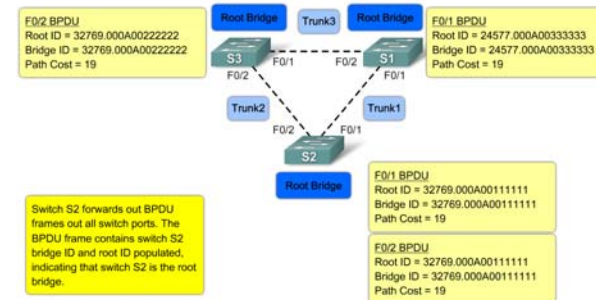 F0/2 BPDU
Root ID = 32769.000A00222222
Bridge ID = 32769.000A00222222
Path Cost = 19
Root Bridge
Trunk3
Root Bridge
F0/1 BPDU
Root ID = 24577.000A00333333
Bridge ID = 24577.000A00333333
Path Cost = 19
S3
F0/1
F0/2
S1
F0/2
F0/1
Trunk2
Trunk1
F0/2
F0/1
S2
Root Bridge
Switch S2 forwards out BPDU
frames out all switch ports. The
BPDU frame contains switch S2
bridge ID and root ID populated,
indicating that switch S2 is the root
bridge.
F0/1 BPDU
Root ID = 32769.000A00111111
Bridge ID = 32769.000A00111111
Path Cost = 19
F0/2 BPDU
Root ID = 32769.000A00111111
Bridge ID = 32769.000A00111111
Path Cost = 19